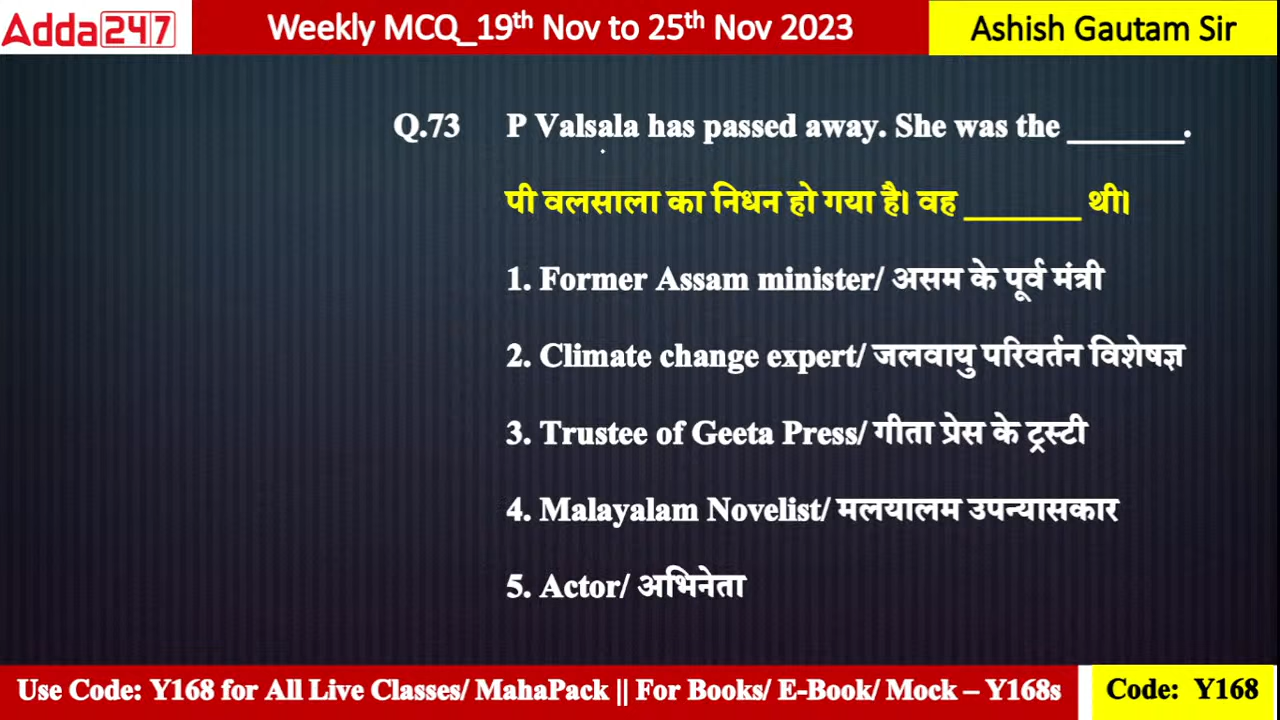 Adda247
Weekly MCQ_19th Nov to 25th Nov 2023
Ashish Gautam Sir
Q.73 P Valsala has passed away. She was the _______.
पी वलसाला का निधन हो गया है। वह _______ थी।
1. Former Assam minister/ असम के पूर्व मंत्री
2. Climate change expert/ जलवायु परिवर्तन विशेषज्ञ
3. Trustee of Geeta Press/ गीता प्रेस के ट्रस्टी
4. Malayalam Novelist/ मलयालम उपन्यासकार
5. Actor/ अभिनेता
Use Code: Y168 for All Live Classes/ MahaPack || For Books/ E-Book/ Mock – Y168s
Code: Y168